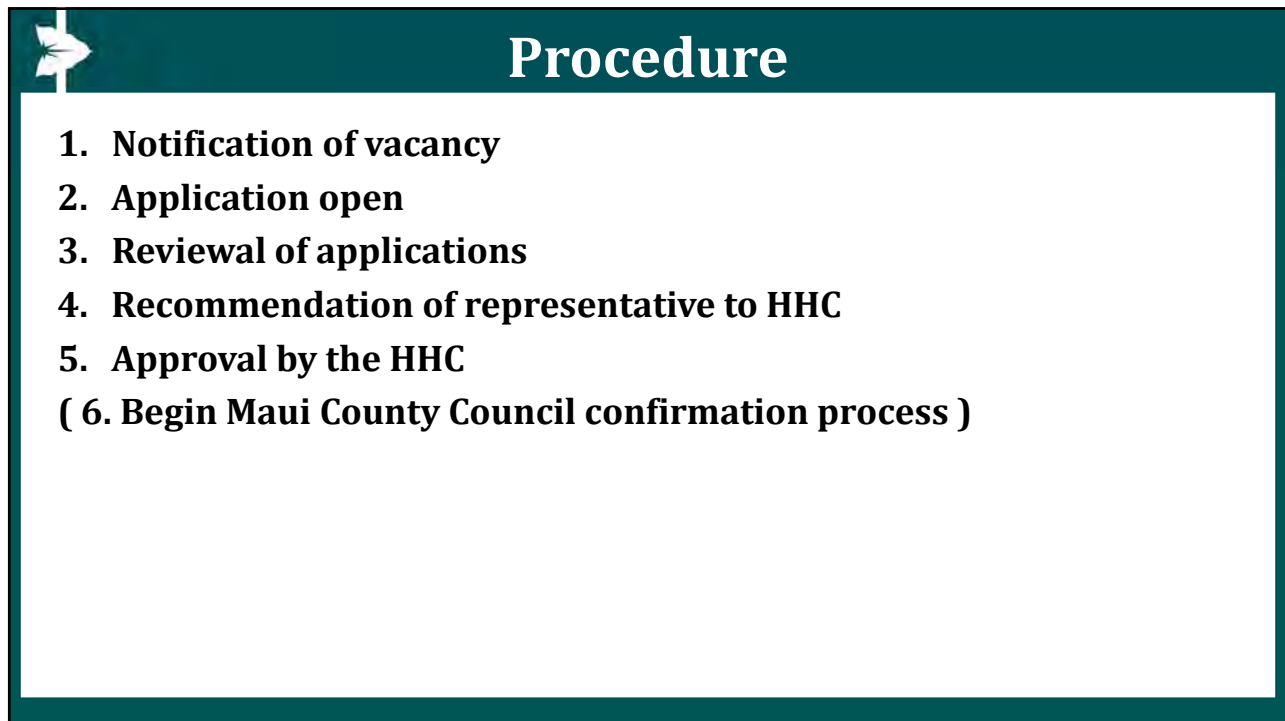 Procedure
1. Notification of vacancy
2. Application open
3. Reviewal of applications
4. Recommendation of representative to HHC
5. Approval by the HHC
( 6. Begin Maui County Council confirmation process )